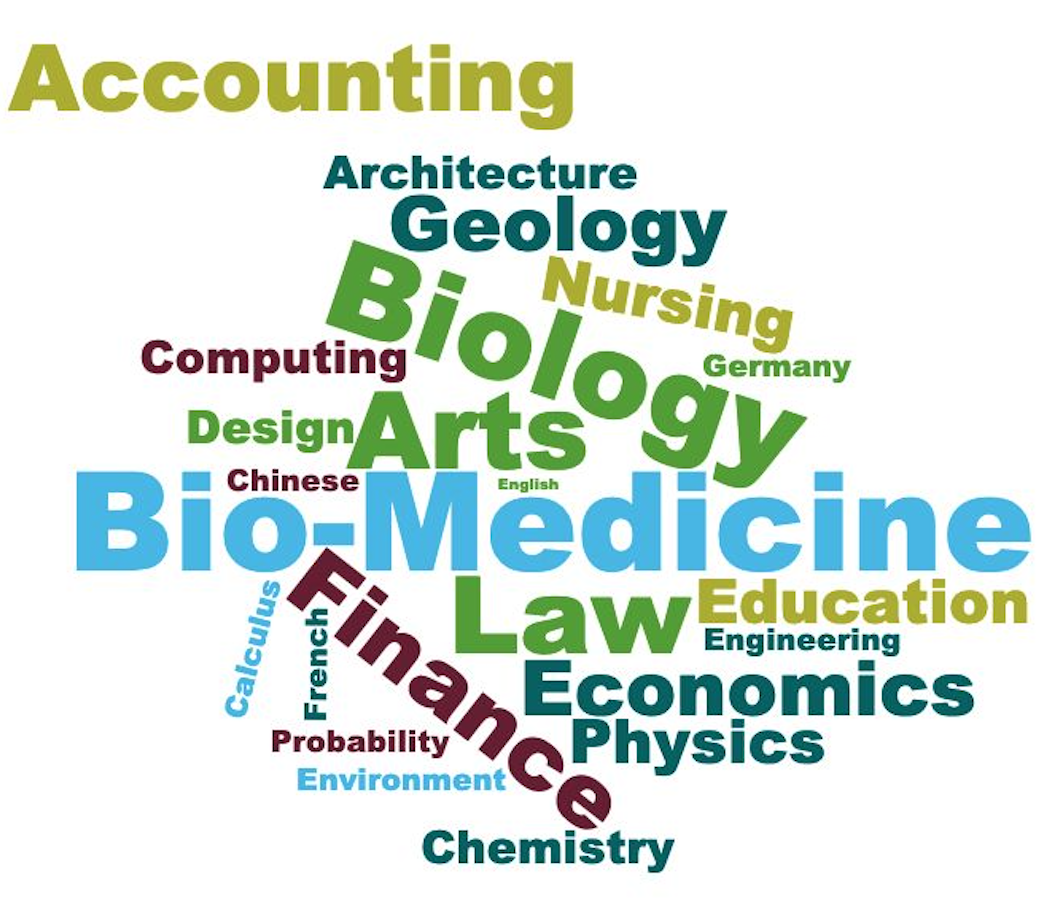 Accounting
Architecture
Geology
Biology
Nursing
Computing
Germany
Design
Arts
Chinese
English
Bio-Medicine
Finance
Law
Education
Calculus
French
Engineering
Economics
Physics
Probability
Environment
Chemistry